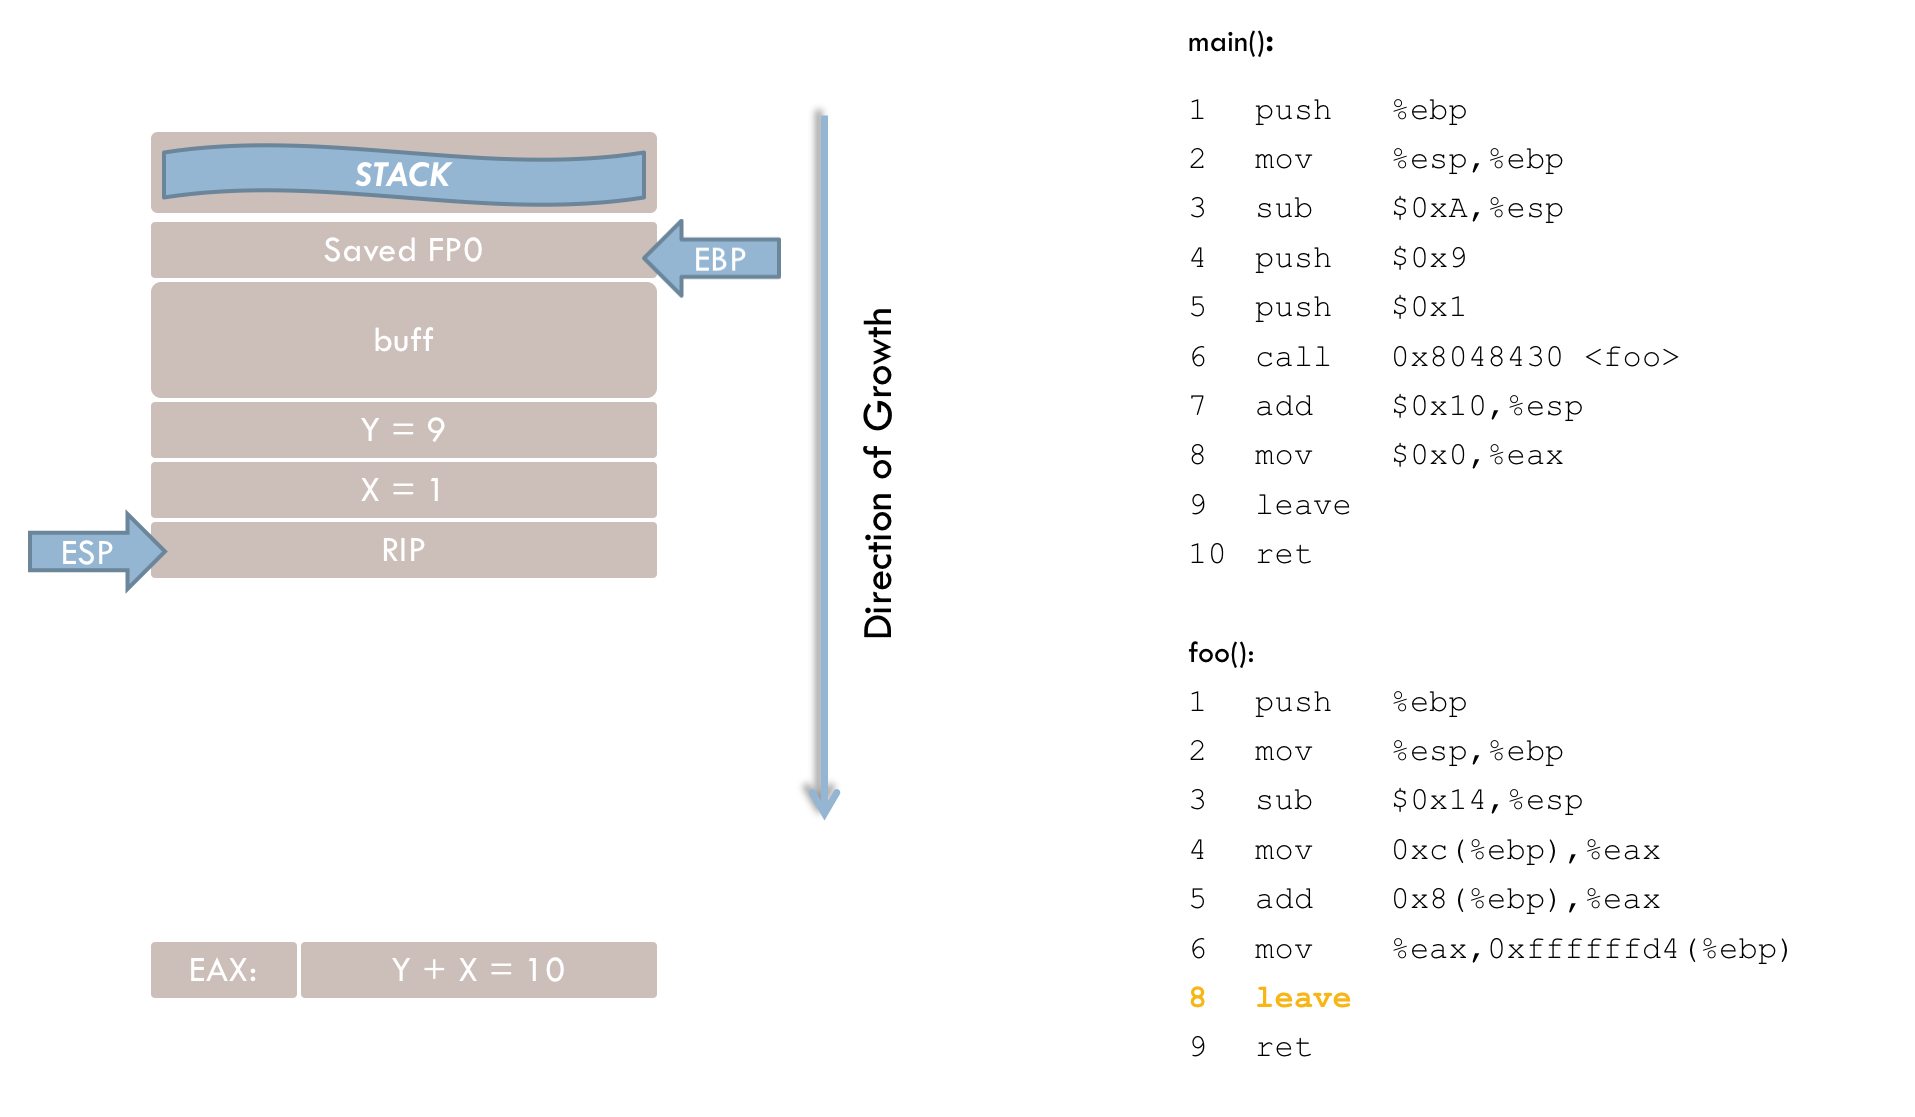 STACK
Saved FP0
EBP
buff
Y = 9
X = 1
ESP
RIP
EAX:
Y + X = 10
Direction of Growth
main():
1 push %ebp
2 mov %esp,%ebp
3 sub $0xA,%esp
4 push $0x9
5 push $0x1
6 call 0x8048430 <foo>
7 add $0x10,%esp
8 mov $0x0,%eax
9 leave
10 ret
foo():
1 push %ebp
2 mov %esp,%ebp
3 sub $0x14,%esp
4 mov 0xc(%ebp),%eax
5 add 0x8(%ebp),%eax
6 mov %eax,0xffffffd4(%ebp)
8 leave
9 ret